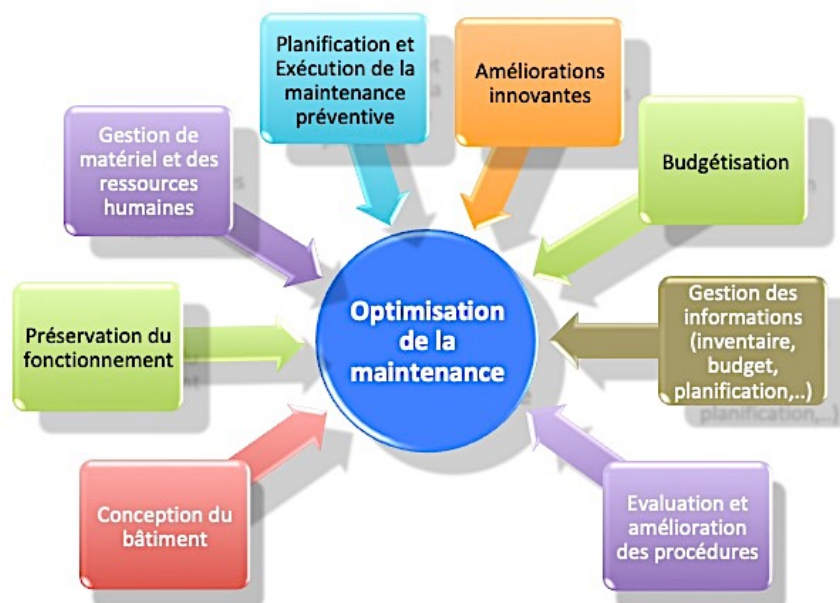 Planification et
Exécution de la
maintenance
préventive
Améliorations
innovantes
Gestion de
matériel et des
ressources
humaines
Budgétisation
Préservation du
fonctionnement
Optimisation
de la
maintenance
Gestion des
informations
(inventaire,
budget,
planification,..)
Conception du
bâtiment
Evaluation et
amélioration
des procédures